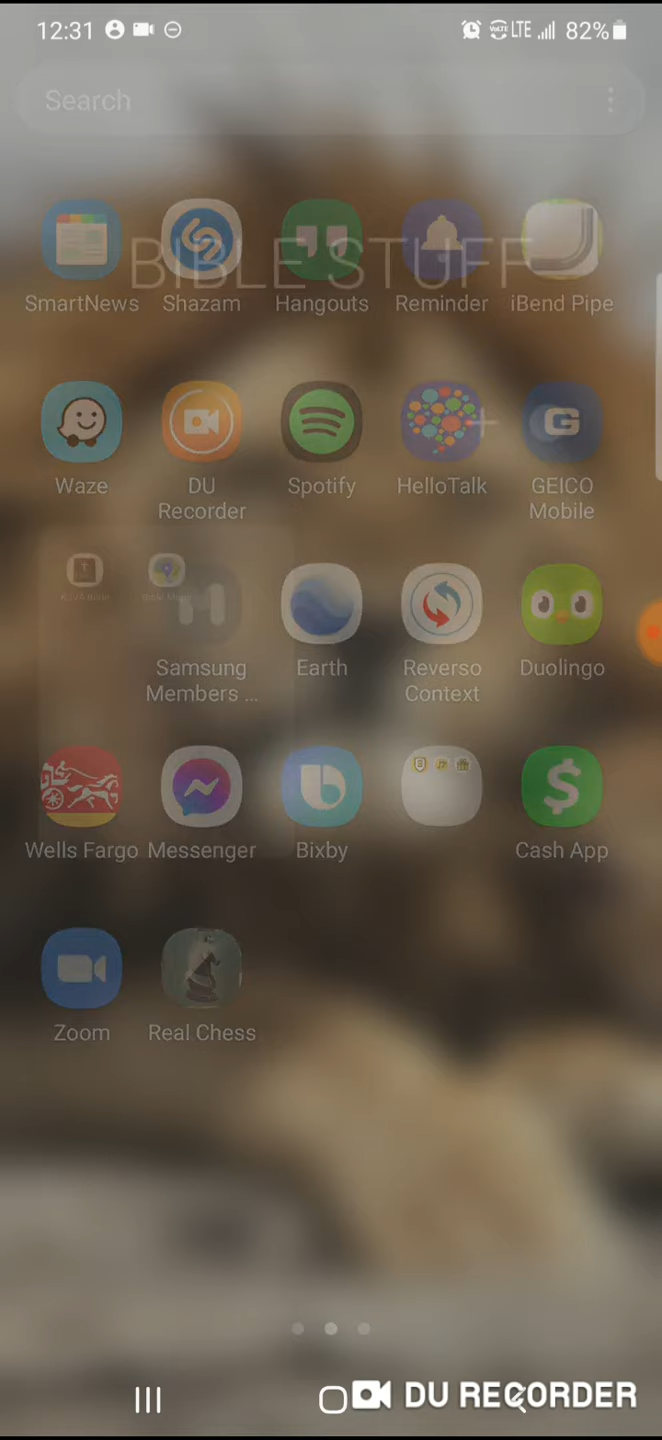 12:31 LTE 82%
Search
BIBLE STUFF
SmartNews Shazam Hangouts Reminder iBend Pipe
Waze DU Recorder Spotify HelloTalk GEICO Mobile
Samsung Members ... Earth Reverso Context Duolingo
Wells Fargo Messenger Bixby Cash App
Zoom Real Chess
DU RECORDER